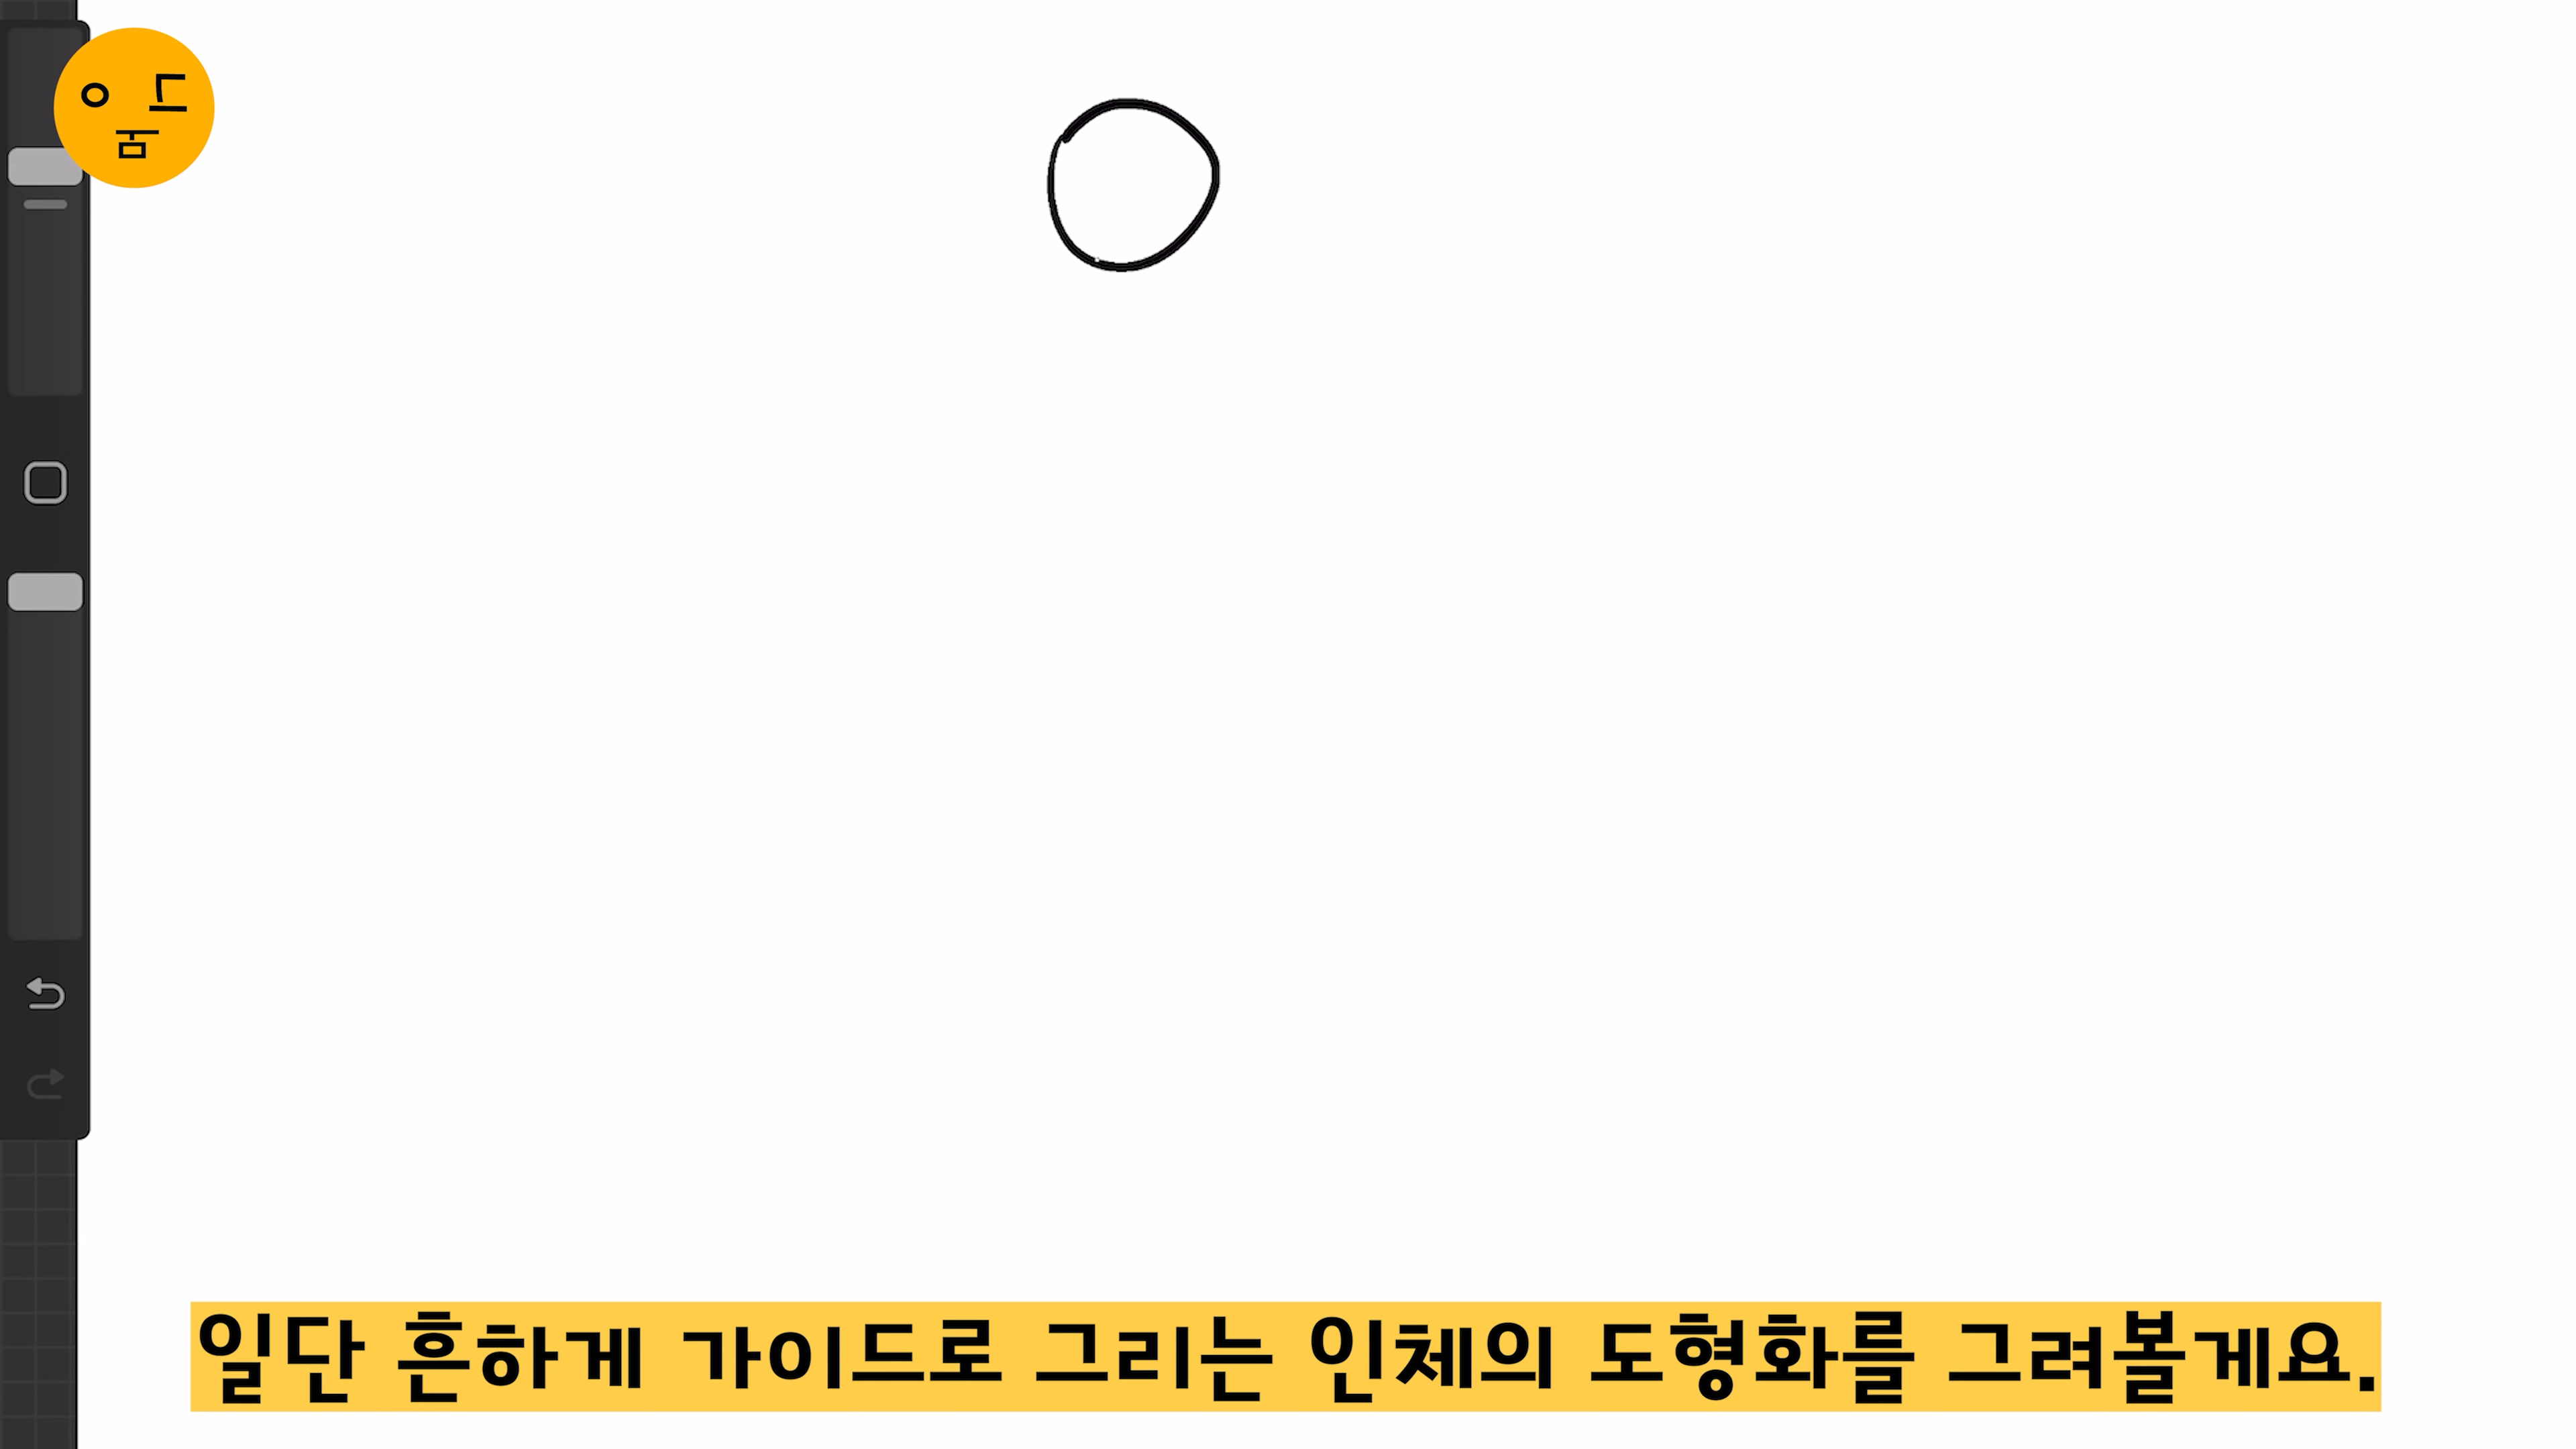 일단 흔하게 가이드로 그리는 인체의 도형화를 그려볼게요.